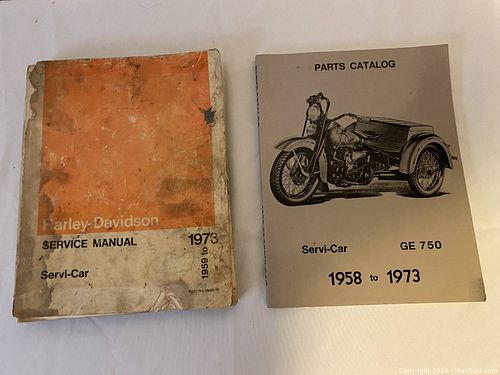 Harley-Davidson
SERVICE MANUAL
1959 to 1973
Servi-Car
PARTS CATALOG
Servi-Car
GE 750
1958 to 1973
Copyright 2024 - MaxSold.com